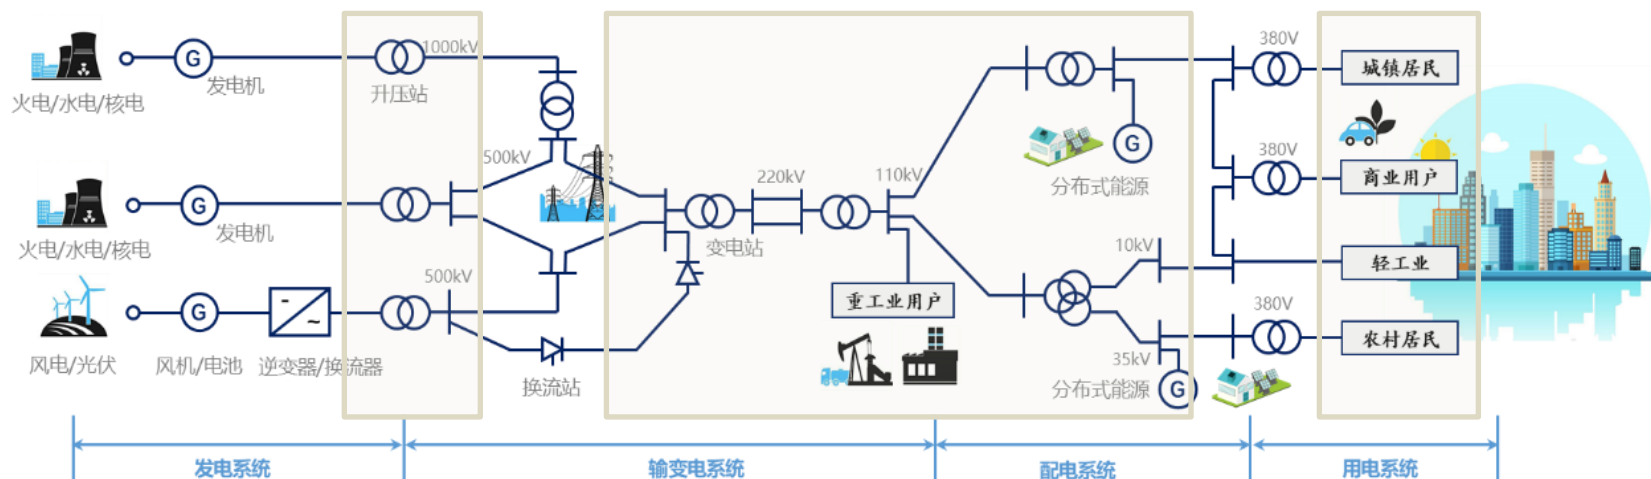 1000kV
380V
G
城镇居民
发电机
火电/水电/核电
升压站
500kV
G
380V
220kV
110kV
分布式能源
商业用户
G
发电机
火电/水电/核电
变电站
10kV
轻工业
500kV
G
-
~
重工业用户
380V
农村居民
风电/光伏
风机/电池
逆变器/换流器
换流站
35kV
分布式能源
G
发电系统
输变电系统
配电系统
用电系统